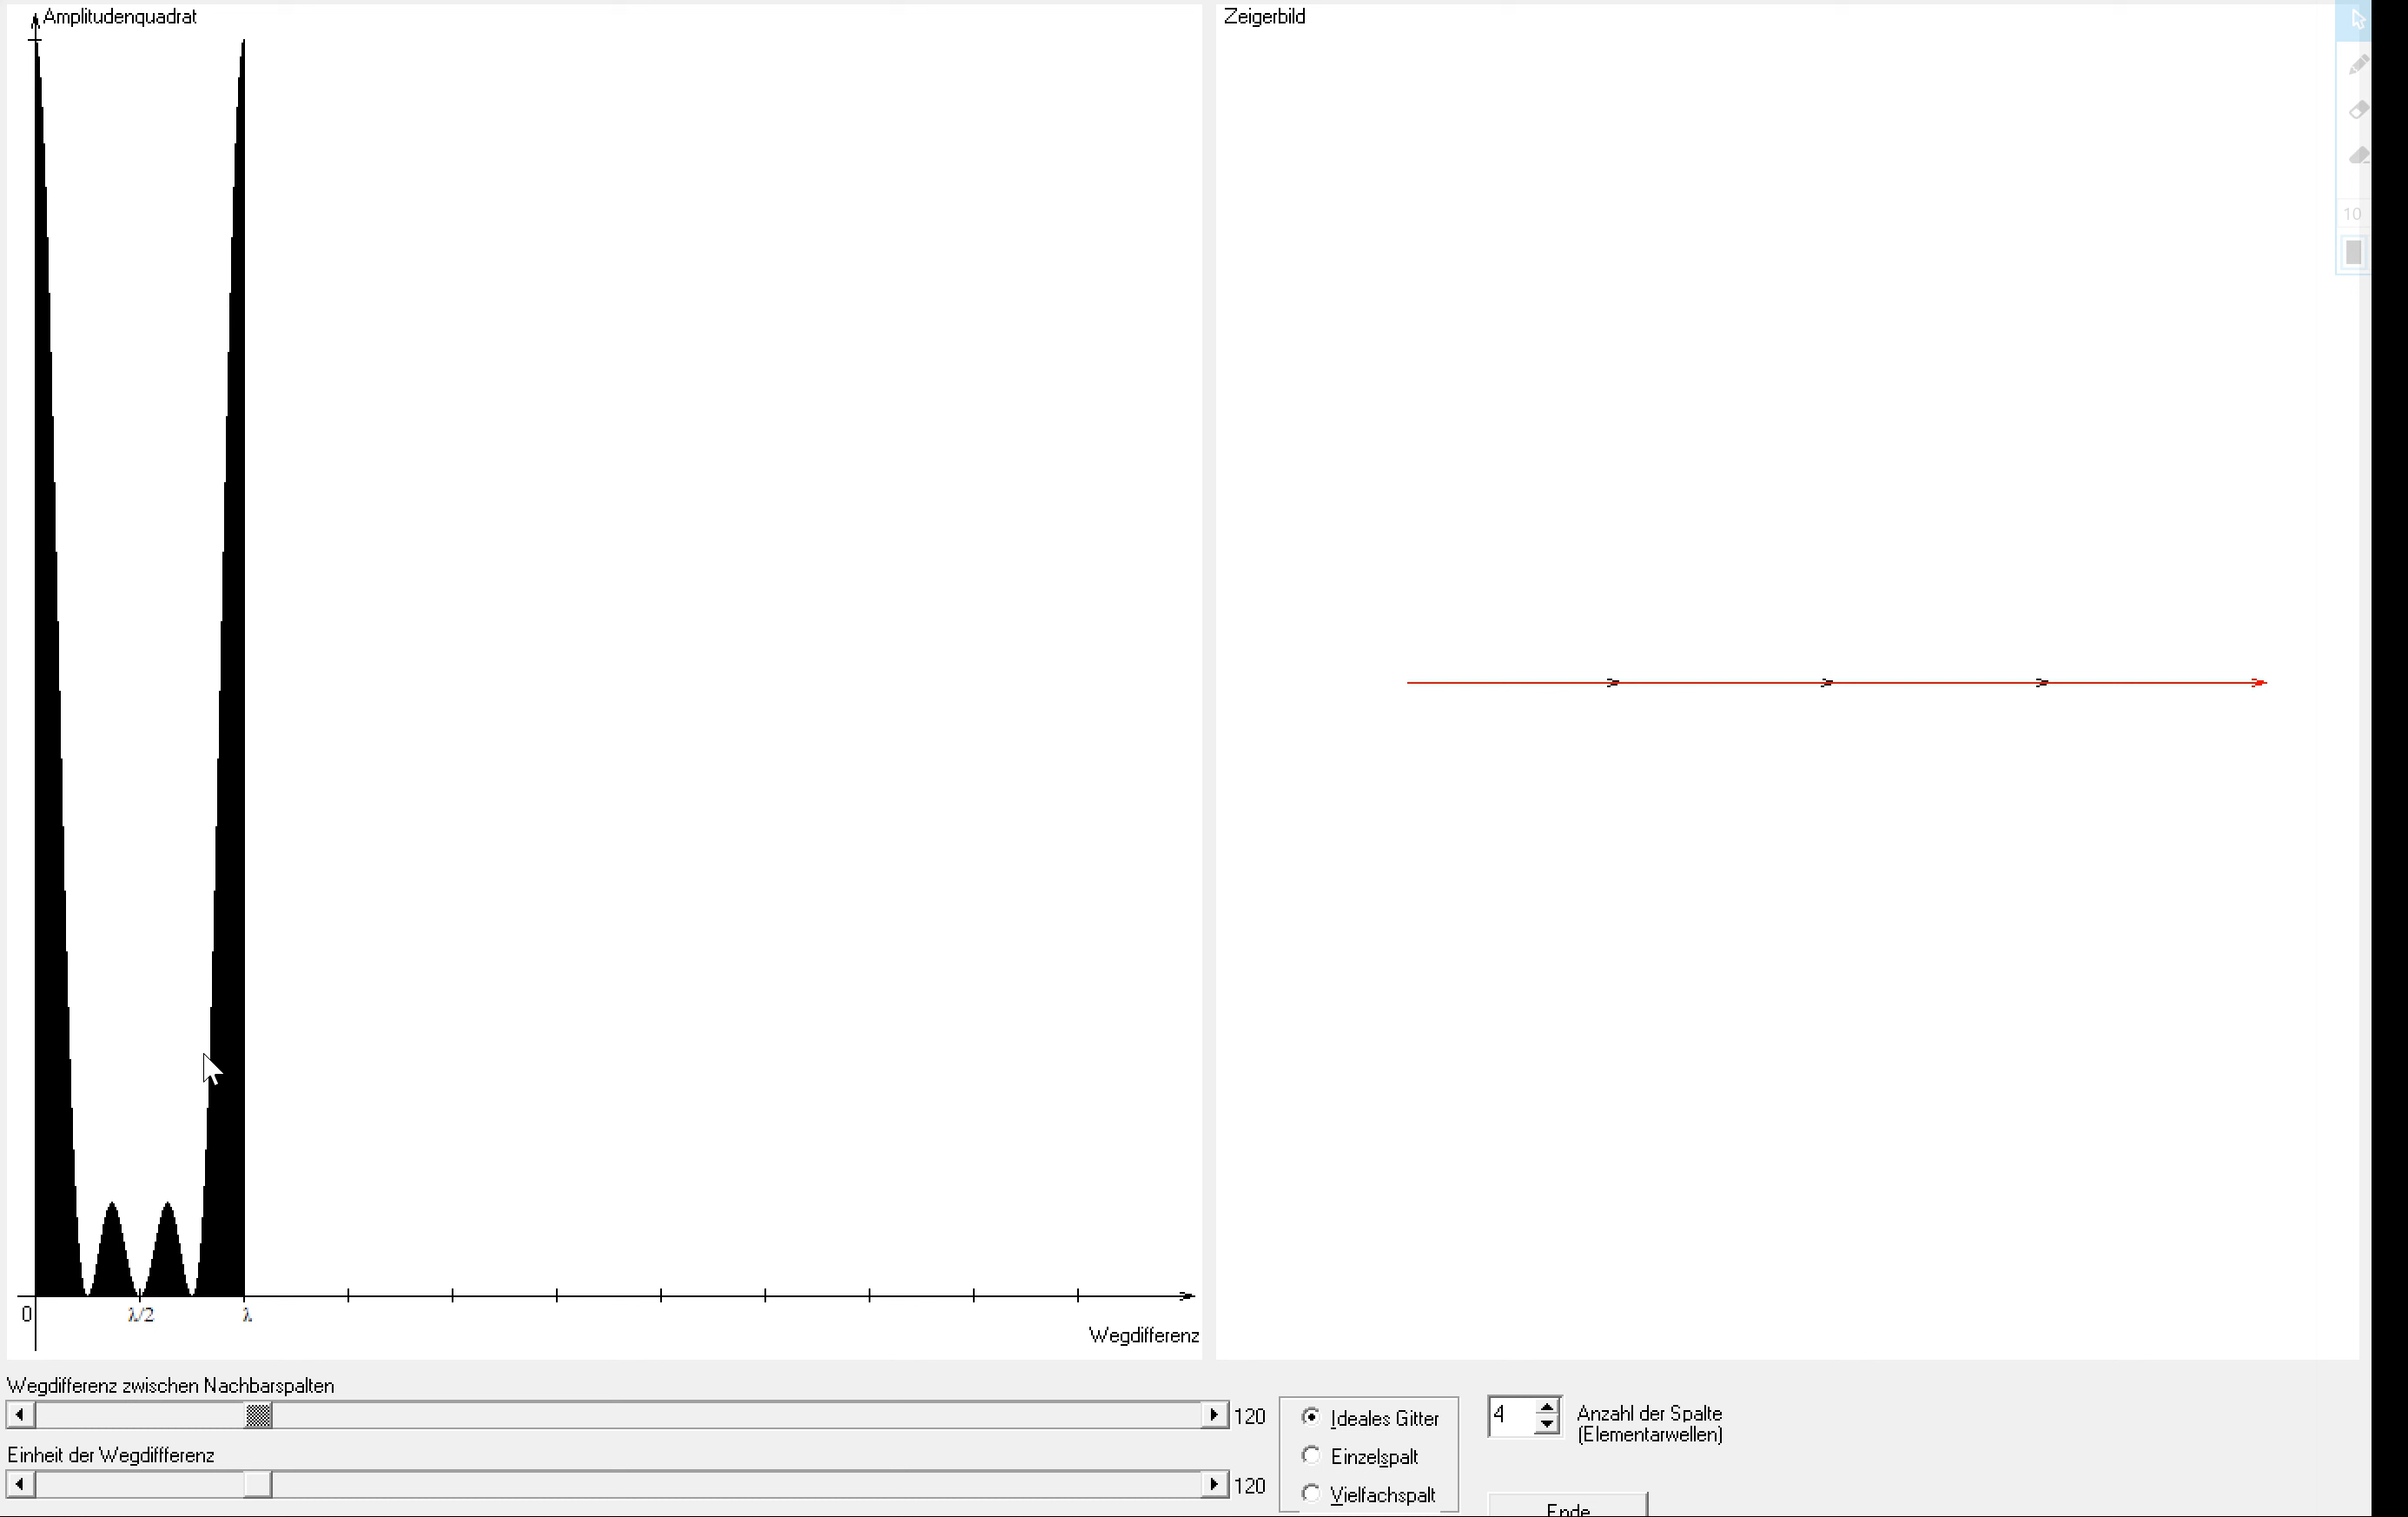 Amplitudenquadrat
Zeigerbild
10
0
λ/2
λ
Wegdifferenz
Wegdifferenz zwischen Nachbarspalten
120
Einheit der Wegdiffferenz
120
Ideales Gitter
Einzelspalt
Vielfachspalt
4
Anzahl der Spalte
(Elementarwellen)
Ende